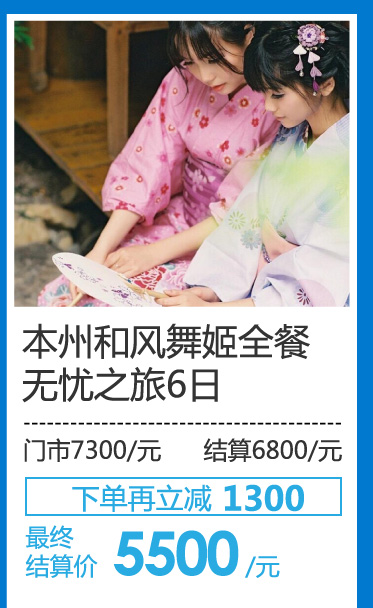 本州和风舞姬全餐
无忧之旅6日
门市7300/元 结算6800/元
下单再立减 1300
最终
结算价 5500/元